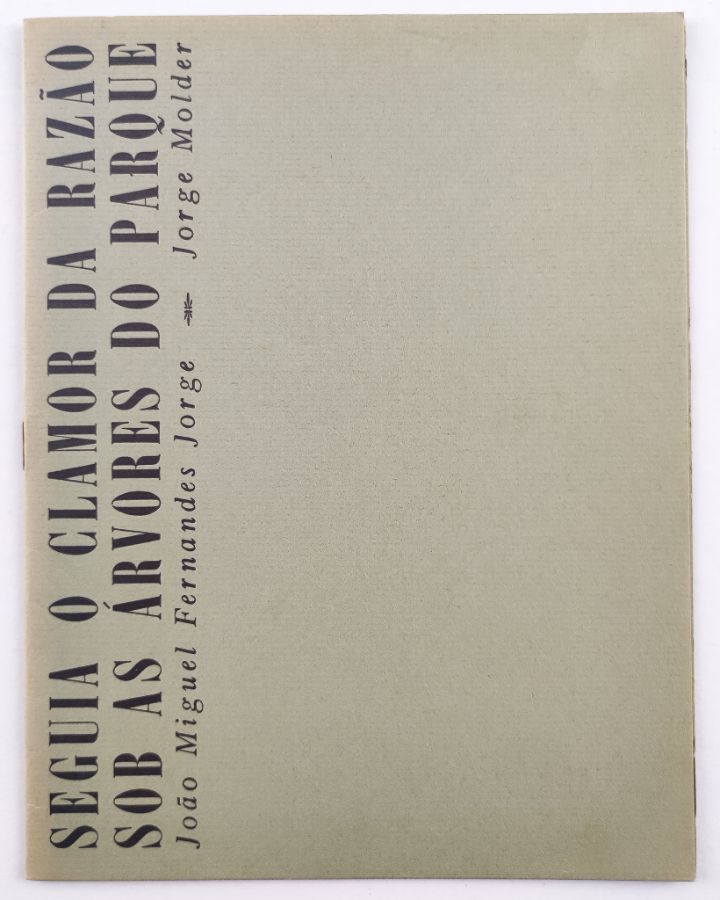 SEGUIA O CLAMOR DA RAZÃO
SOB AS ÁRVORES DO PARQUE
João Miguel Fernandes Jorge Jorge Molder